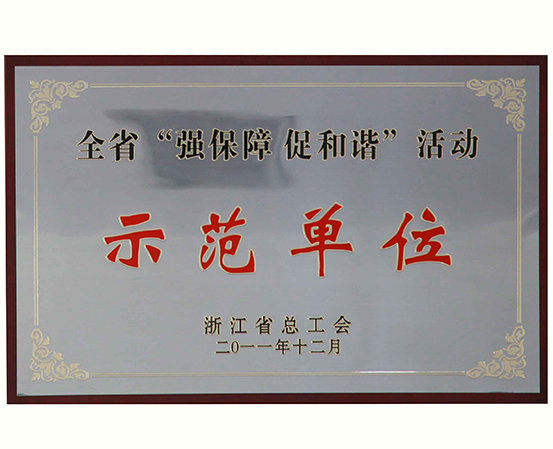 全省“强保障 促和谐”活动
示范单位
浙江省总工会
二〇一一年十二月